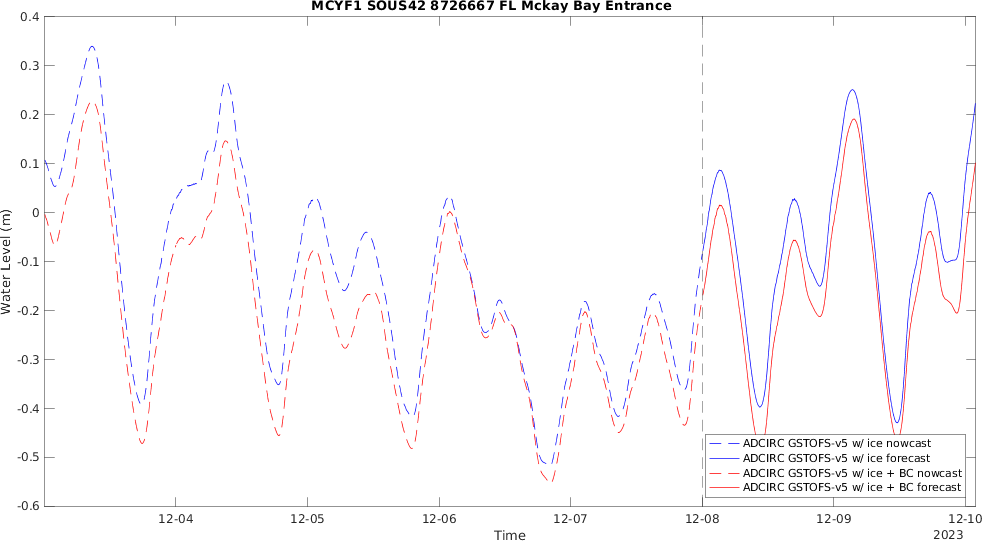 MCYF1 SOUS42 8726667 FL Mckay Bay Entrance
0.4
0.3
0.2
0.1
0
-0.1
-0.2
-0.3
-0.4
-0.5
-0.6
Water Level (m)
12-04
12-05
12-06
12-07
12-08
12-09
12-10
Time
2023
ADCIRC GSTOFS-v5 w/ ice nowcast
ADCIRC GSTOFS-v5 w/ ice forecast
ADCIRC GSTOFS-v5 w/ ice + BC nowcast
ADCIRC GSTOFS-v5 w/ ice + BC forecast